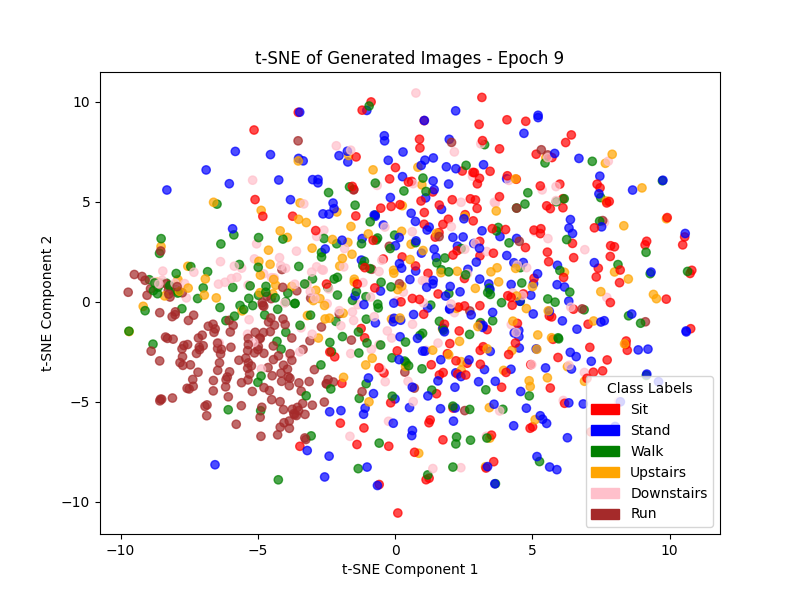 t-SNE of Generated Images - Epoch 9
t-SNE Component 2
10
5
0
−5
−10
Class Labels
Sit
Stand
Walk
Upstairs
Downstairs
Run
−10
−5
0
5
10
t-SNE Component 1